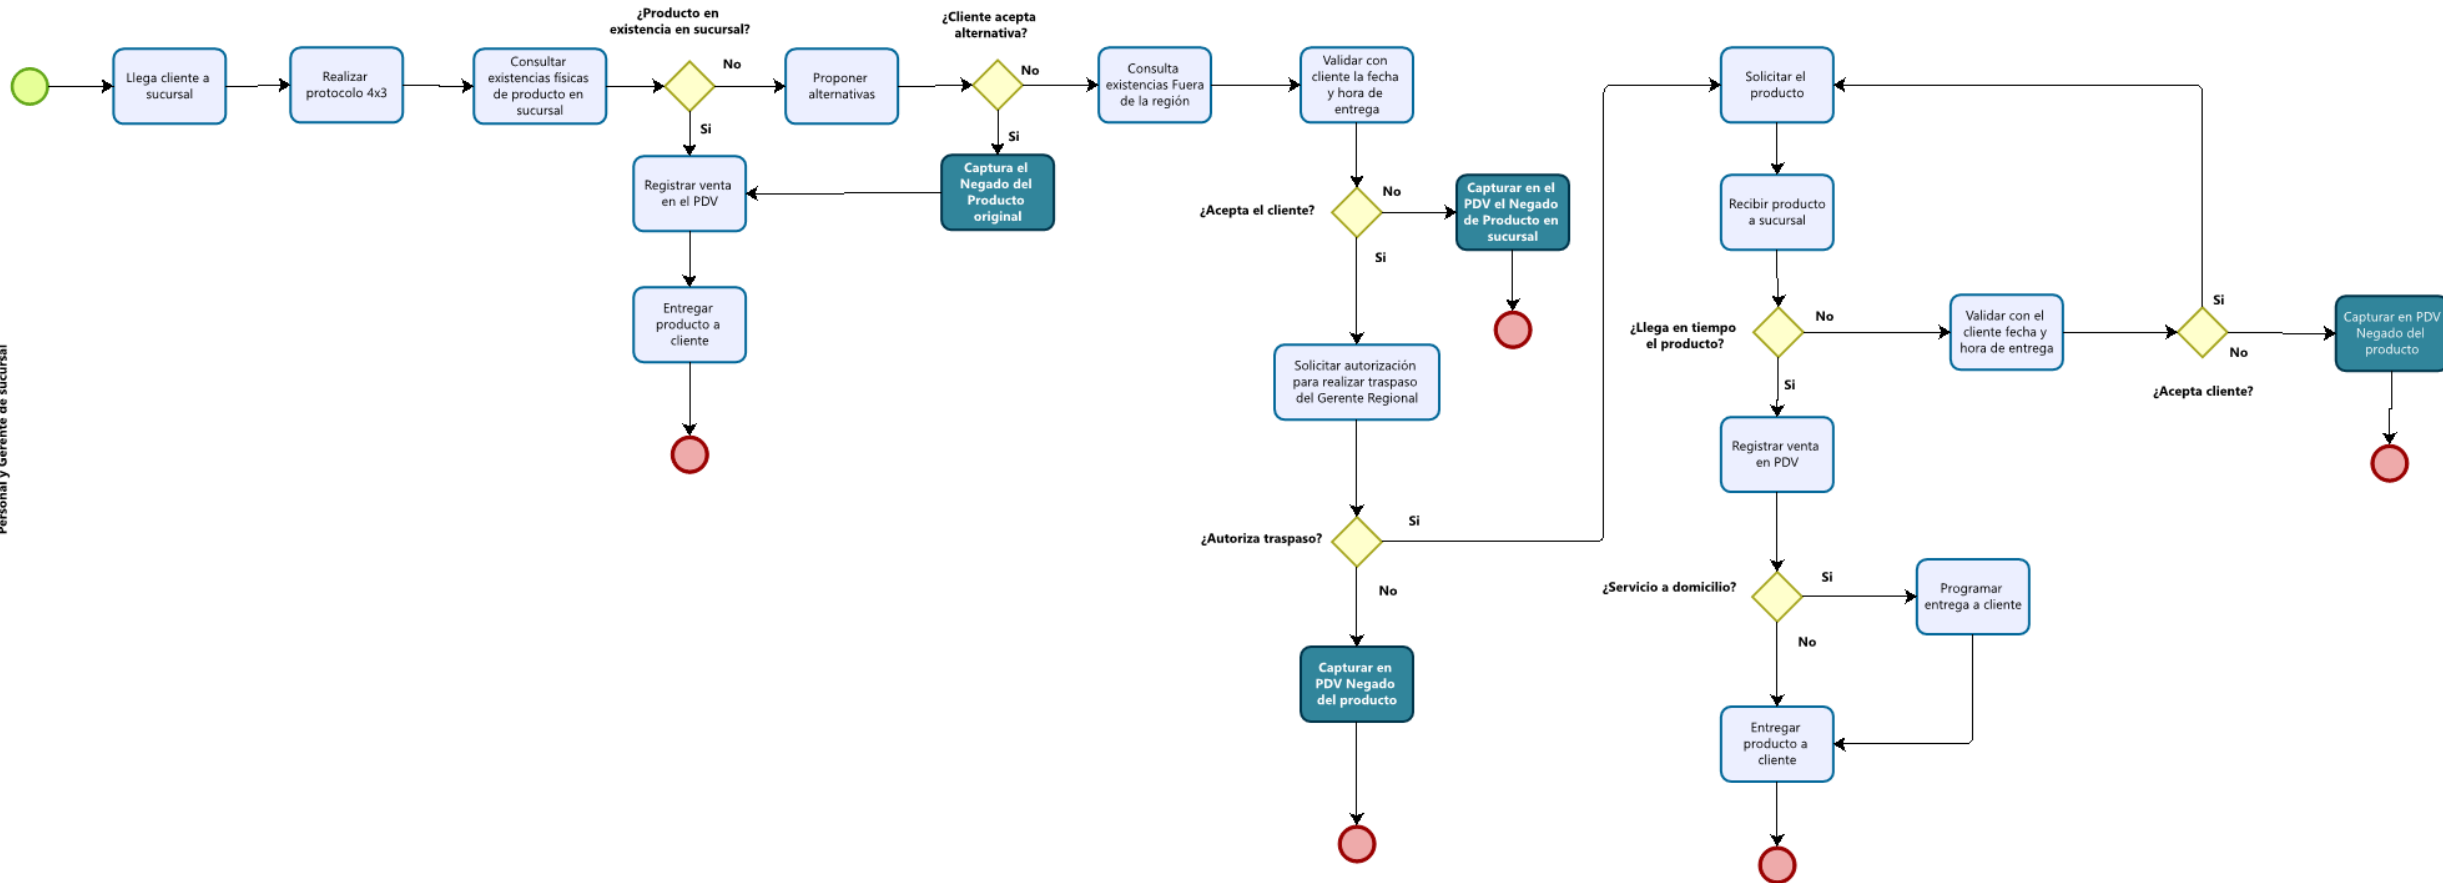 ¿Producto en
existencia en sucursal?
¿Cliente acepta
alternativa?
Llega cliente a
sucursal
Realizar
protocolo 4x3
Consultar
existencias físicas
de producto en
sucursal
No
Proponer
alternativas
No
Consulta
existencias Fuera
de la región
Validar con
cliente la fecha
y hora de
entrega
Solicitar el
producto
Si
Si
Registrar venta
en el PDV
Captura el
Negado del
Producto
original
¿Acepta el cliente?
No
Capturar en el
PDV el Negado
de Producto en
sucursal
Si
Recibir producto
a sucursal
Entregar
producto a
cliente
¿Llega en tiempo
el producto?
No
Validar con el
cliente fecha y
hora de entrega
Si
No
¿Acepta cliente?
Capturar en PDV
Negado del
producto
Personal y Gerente de sucursal
Solicitar autorización
para realizar traspaso
del Gerente Regional
Si
Registrar venta
en PDV
¿Autoriza traspaso?
Si
No
¿Servicio a domicilio?
Si
Programar
entrega a cliente
No
Capturar en
PDV Negado
del producto
Entregar
producto a
cliente